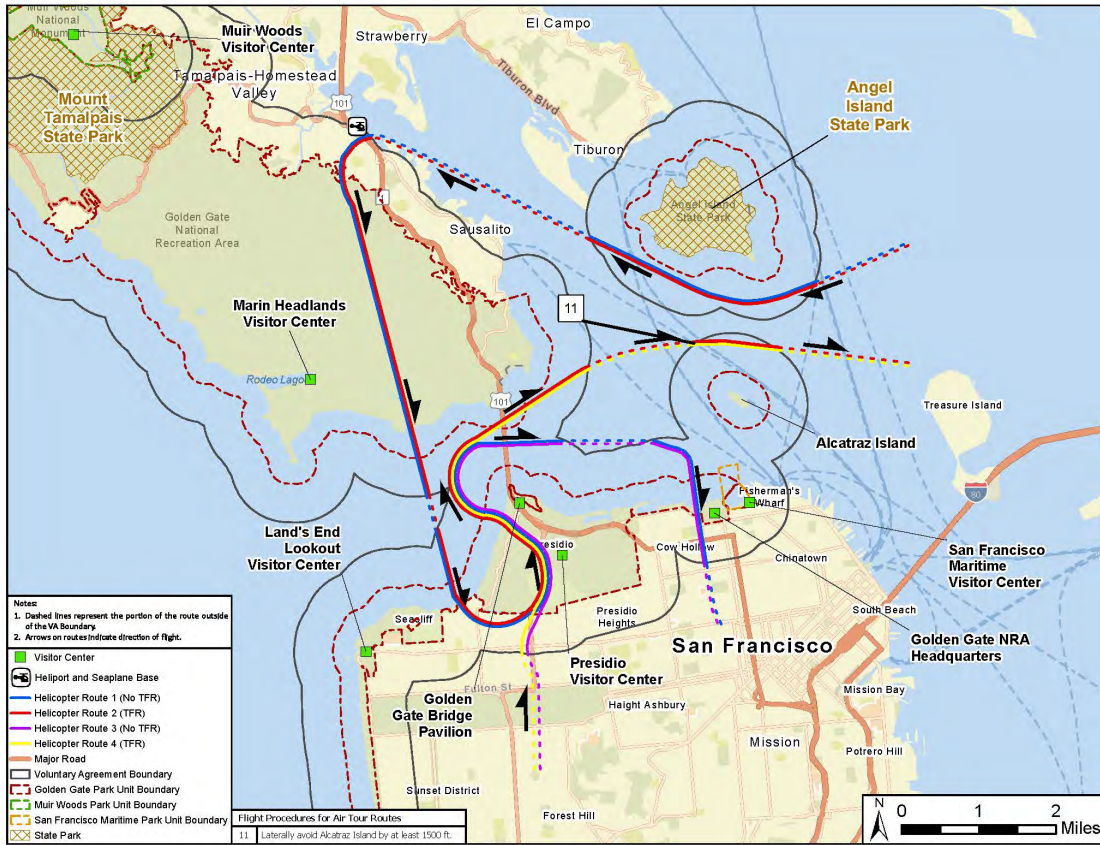 Muir Woods
National
Monument
Muir Woods
Visitor Center
El Campo
Strawberry
Tamalpais-Homestead
Valley
101
Tiburon Blvd
Mount
Tamalpais
State Park
Angel
Island
State Park
Tiburon
Angel Island
State Park
1
Golden Gate
National
Recreation Area
Sausalito
Marin Headlands
Visitor Center
11
Rodeo Lagoo
101
Treasure Island
Alcatraz Island
80
Fisherman's
Wharf
Land's End
Lookout
Visitor Center
Presidio
Cow Hollow
Chinatown
San Francisco
Maritime
Visitor Center
Seacliff
Presidio
Heights
South Beach
San Francisco
Golden Gate NRA
Headquarters
Presidio
Visitor Center
Fulton St
Golden
Gate Bridge
Pavilion
Haight Ashbury
Mission Bay
Mission
Potrero Hill
Sunset District
Forest Hill
Notes:
1. Dashed lines represent the portion of the route outside
of the VA Boundary.
2. Arrows on routes indicate direction of flight.
Visitor Center
Heliport and Seaplane Base
Helicopter Route 1 (No TFR)
Helicopter Route 2 (TFR)
Helicopter Route 3 (No TFR)
Helicopter Route 4 (TFR)
Major Road
Voluntary Agreement Boundary
Golden Gate Park Unit Boundary
Muir Woods Park Unit Boundary
San Francisco Maritime Park Unit Boundary
State Park
Flight Procedures for Air Tour Routes
11 Laterally avoid Alcatraz Island by at least 1500 ft.
N
0 1 2
Miles